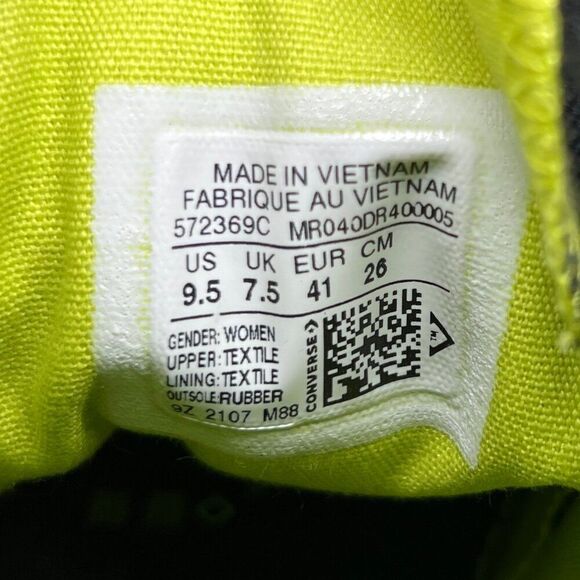 MADE IN VIETNAM
FABRIQUE AU VIETNAM
572369C MR040DR400005
US UK EUR CM
9.5 7.5 41 26
GENDER: WOMEN
UPPER: TEXTILE
LINING: TEXTILE
OUTSOLE: RUBBER
9Z 2107 M88
CONVERSE
TM